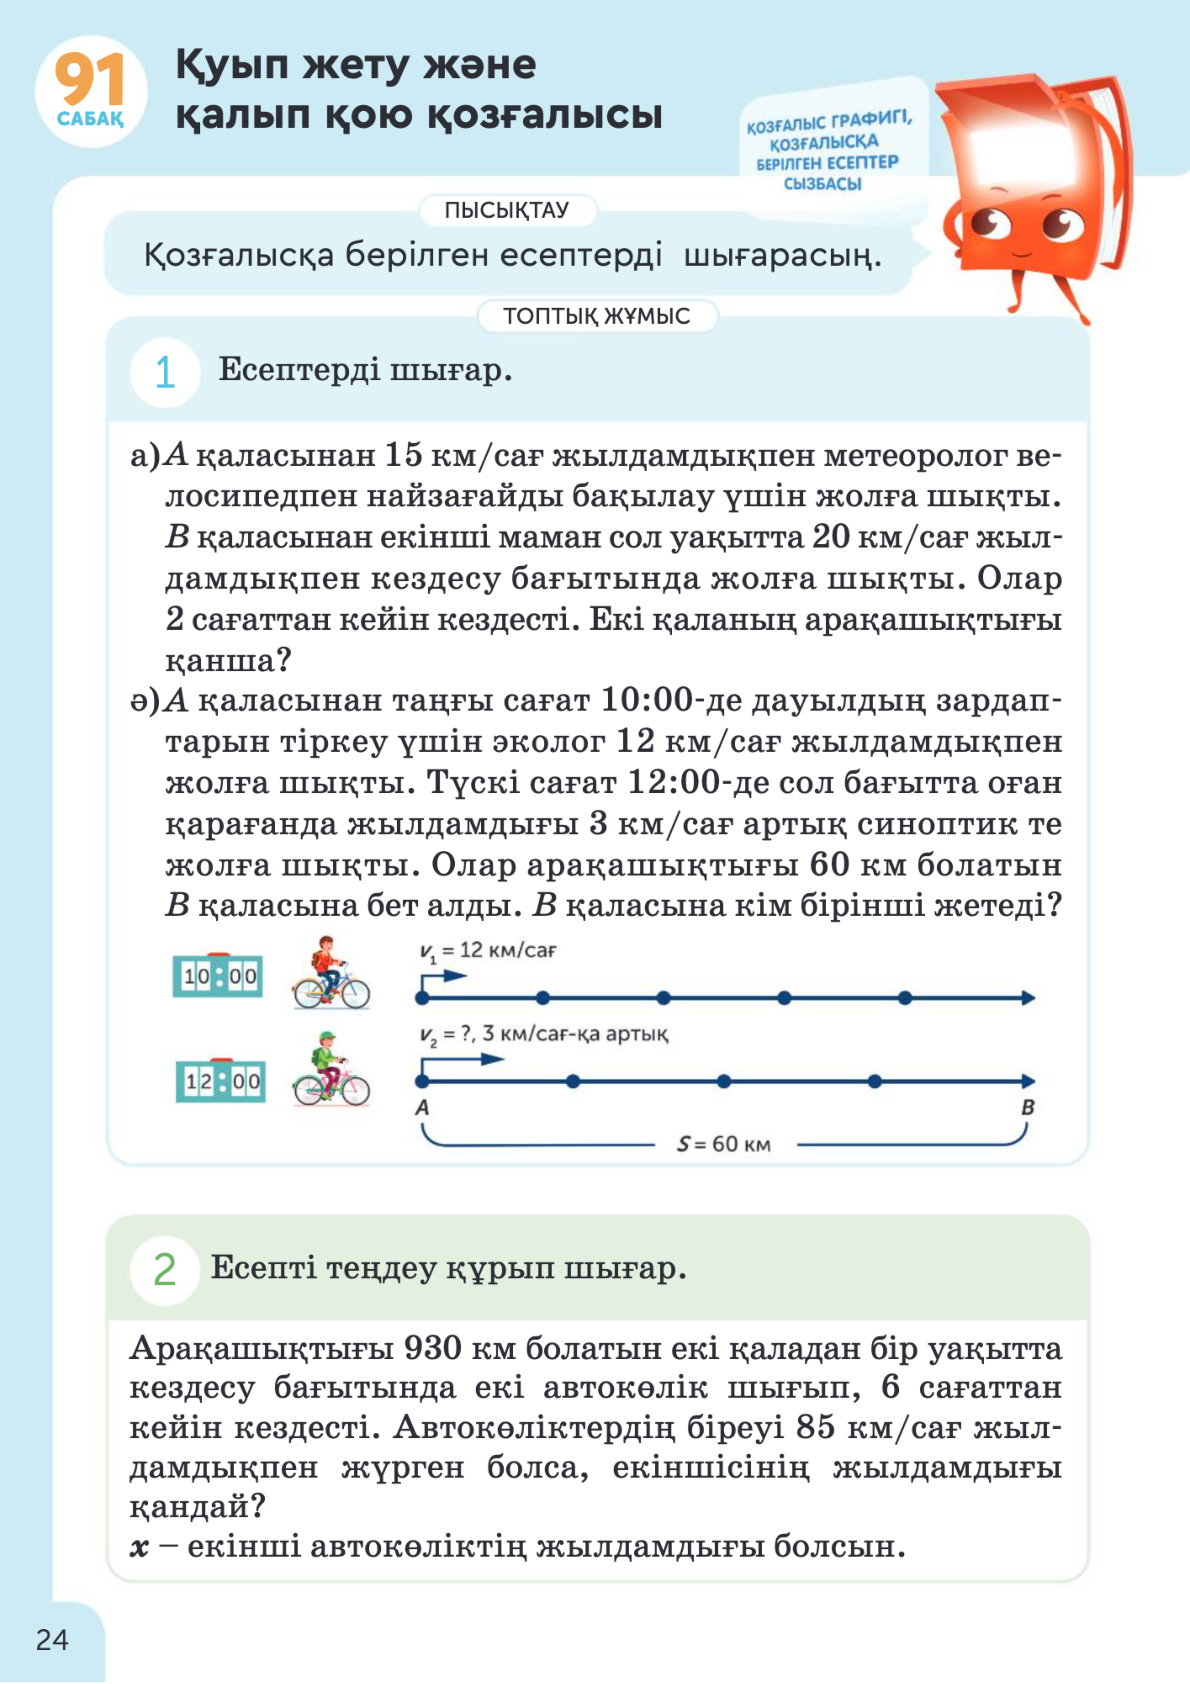 91
САБАҚ
Қуып жету және
қалып қою қозғалысы
ҚОЗҒАЛЫС ГРАФИГІ,
ҚОЗҒАЛЫСҚА
БЕРІЛГЕН ЕСЕПТЕР
СЫЗБАСЫ
ПЫСЫҚТАУ
Қозғалысқа берілген есептерді шығарасың.
ТОПТЫҚ ЖҰМЫС
1 Есептерді шығар.
а) A қаласынан 15 км/сағ жылдамдықпен метеоролог ве-
лосипедпен найзағайды бақылау үшін жолға шықты.
B қаласынан екінші маман сол уақытта 20 км/сағ жыл-
дамдықпен кездесу бағытында жолға шықты. Олар
2 сағаттан кейін кездесті. Екі қаланың арақашықтығы
қанша?
ә) A қаласынан таңғы сағат 10:00-де дауылдың зардап-
тарын тіркеу үшін эколог 12 км/сағ жылдамдықпен
жолға шықты. Түскі сағат 12:00-де сол бағытта оған
қарағанда жылдамдығы 3 км/сағ артық синоптик те
жолға шықты. Олар арақашықтығы 60 км болатын
B қаласына бет алды. B қаласына кім бірінші жетеді?
10:00
v₁ = 12 км/сағ
v₂ = ?, 3 км/сағ-қа артық
12:00
A B
S = 60 км
2 Есепті теңдеу құрып шығар.
Арақашықтығы 930 км болатын екі қаладан бір уақытта
кездесу бағытында екі автокөлік шығып, 6 сағаттан
кейін кездесті. Автокөліктердің біреуі 85 км/сағ жыл-
дамдықпен жүрген болса, екіншісінің жылдамдығы
қандай?
x – екінші автокөліктің жылдамдығы болсын.
24